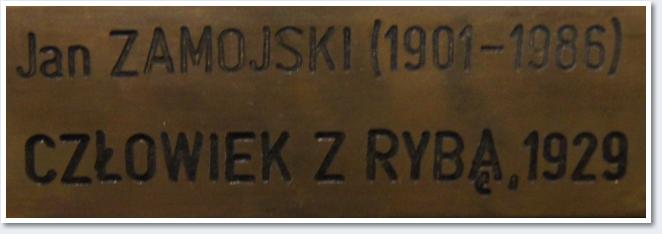 Jan ZAMOJSKI (1901-1986)
CZŁOWIEK Z RYBĄ, 1929